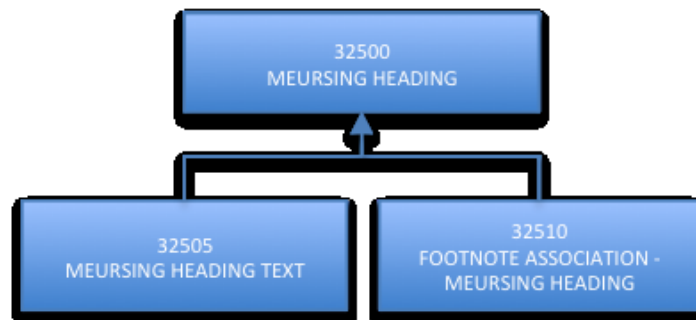 32500
MEURSING HEADING
32505
MEURSING HEADING TEXT
32510
FOOTNOTE ASSOCIATION -
MEURSING HEADING